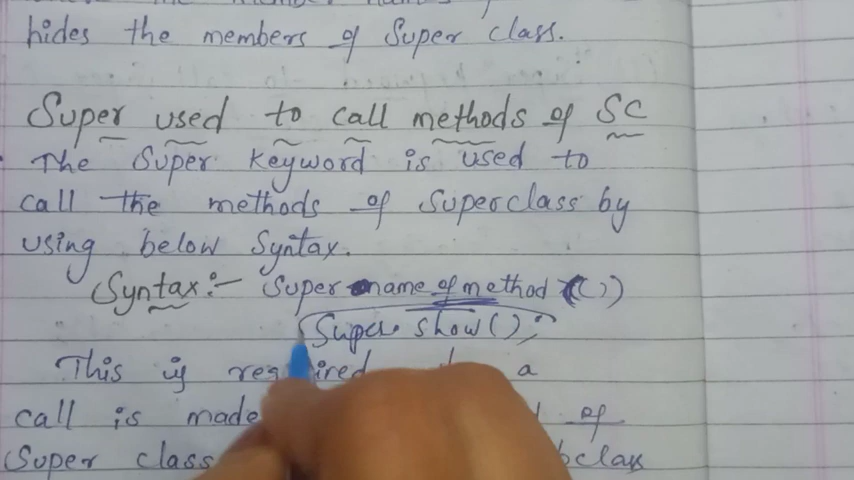 hides the members of Super class.
Super used to call methods of SC
The Super keyword is used to
call the methods of Superclass by
using below Syntax.
Syntax:- Super name of method ()
Super. show();
This is required a
call is made of
Super class